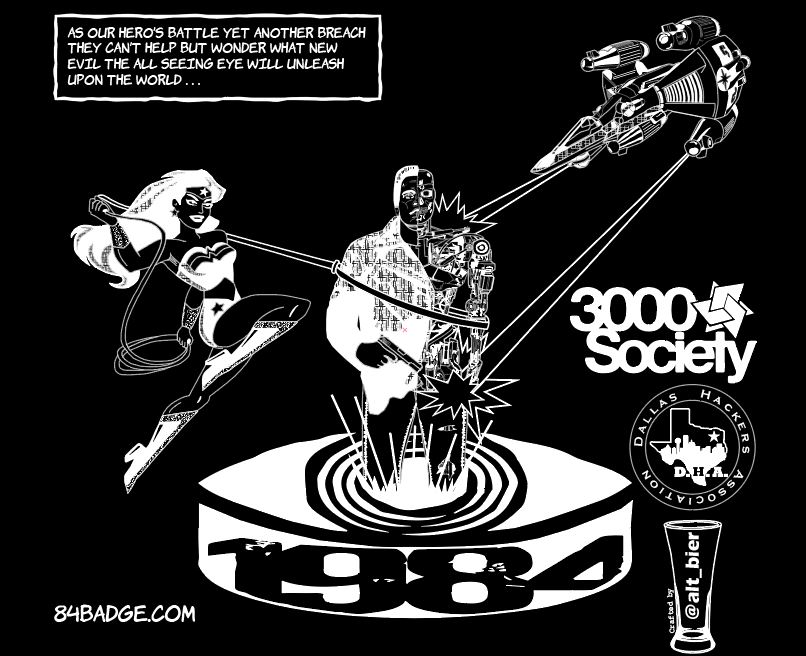 AS OUR HERO'S BATTLE YET ANOTHER BREACH
THEY CAN'T HELP BUT WONDER WHAT NEW
EVIL THE ALL SEEING EYE WILL UNLEASH
UPON THE WORLD . . .
3000
Society
DALLAS HACKERS ASSOCIATION
D.H.A.
1984
Crafted by
@alt_bier
84BADGE.COM